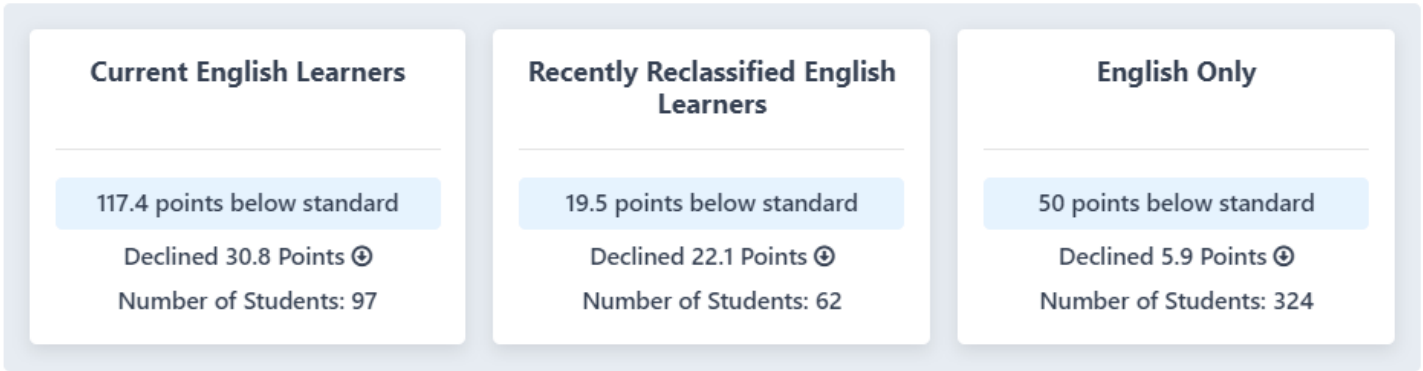 Current English Learners
117.4 points below standard
Declined 30.8 Points
Number of Students: 97
Recently Reclassified English
Learners
19.5 points below standard
Declined 22.1 Points
Number of Students: 62
English Only
50 points below standard
Declined 5.9 Points
Number of Students: 324